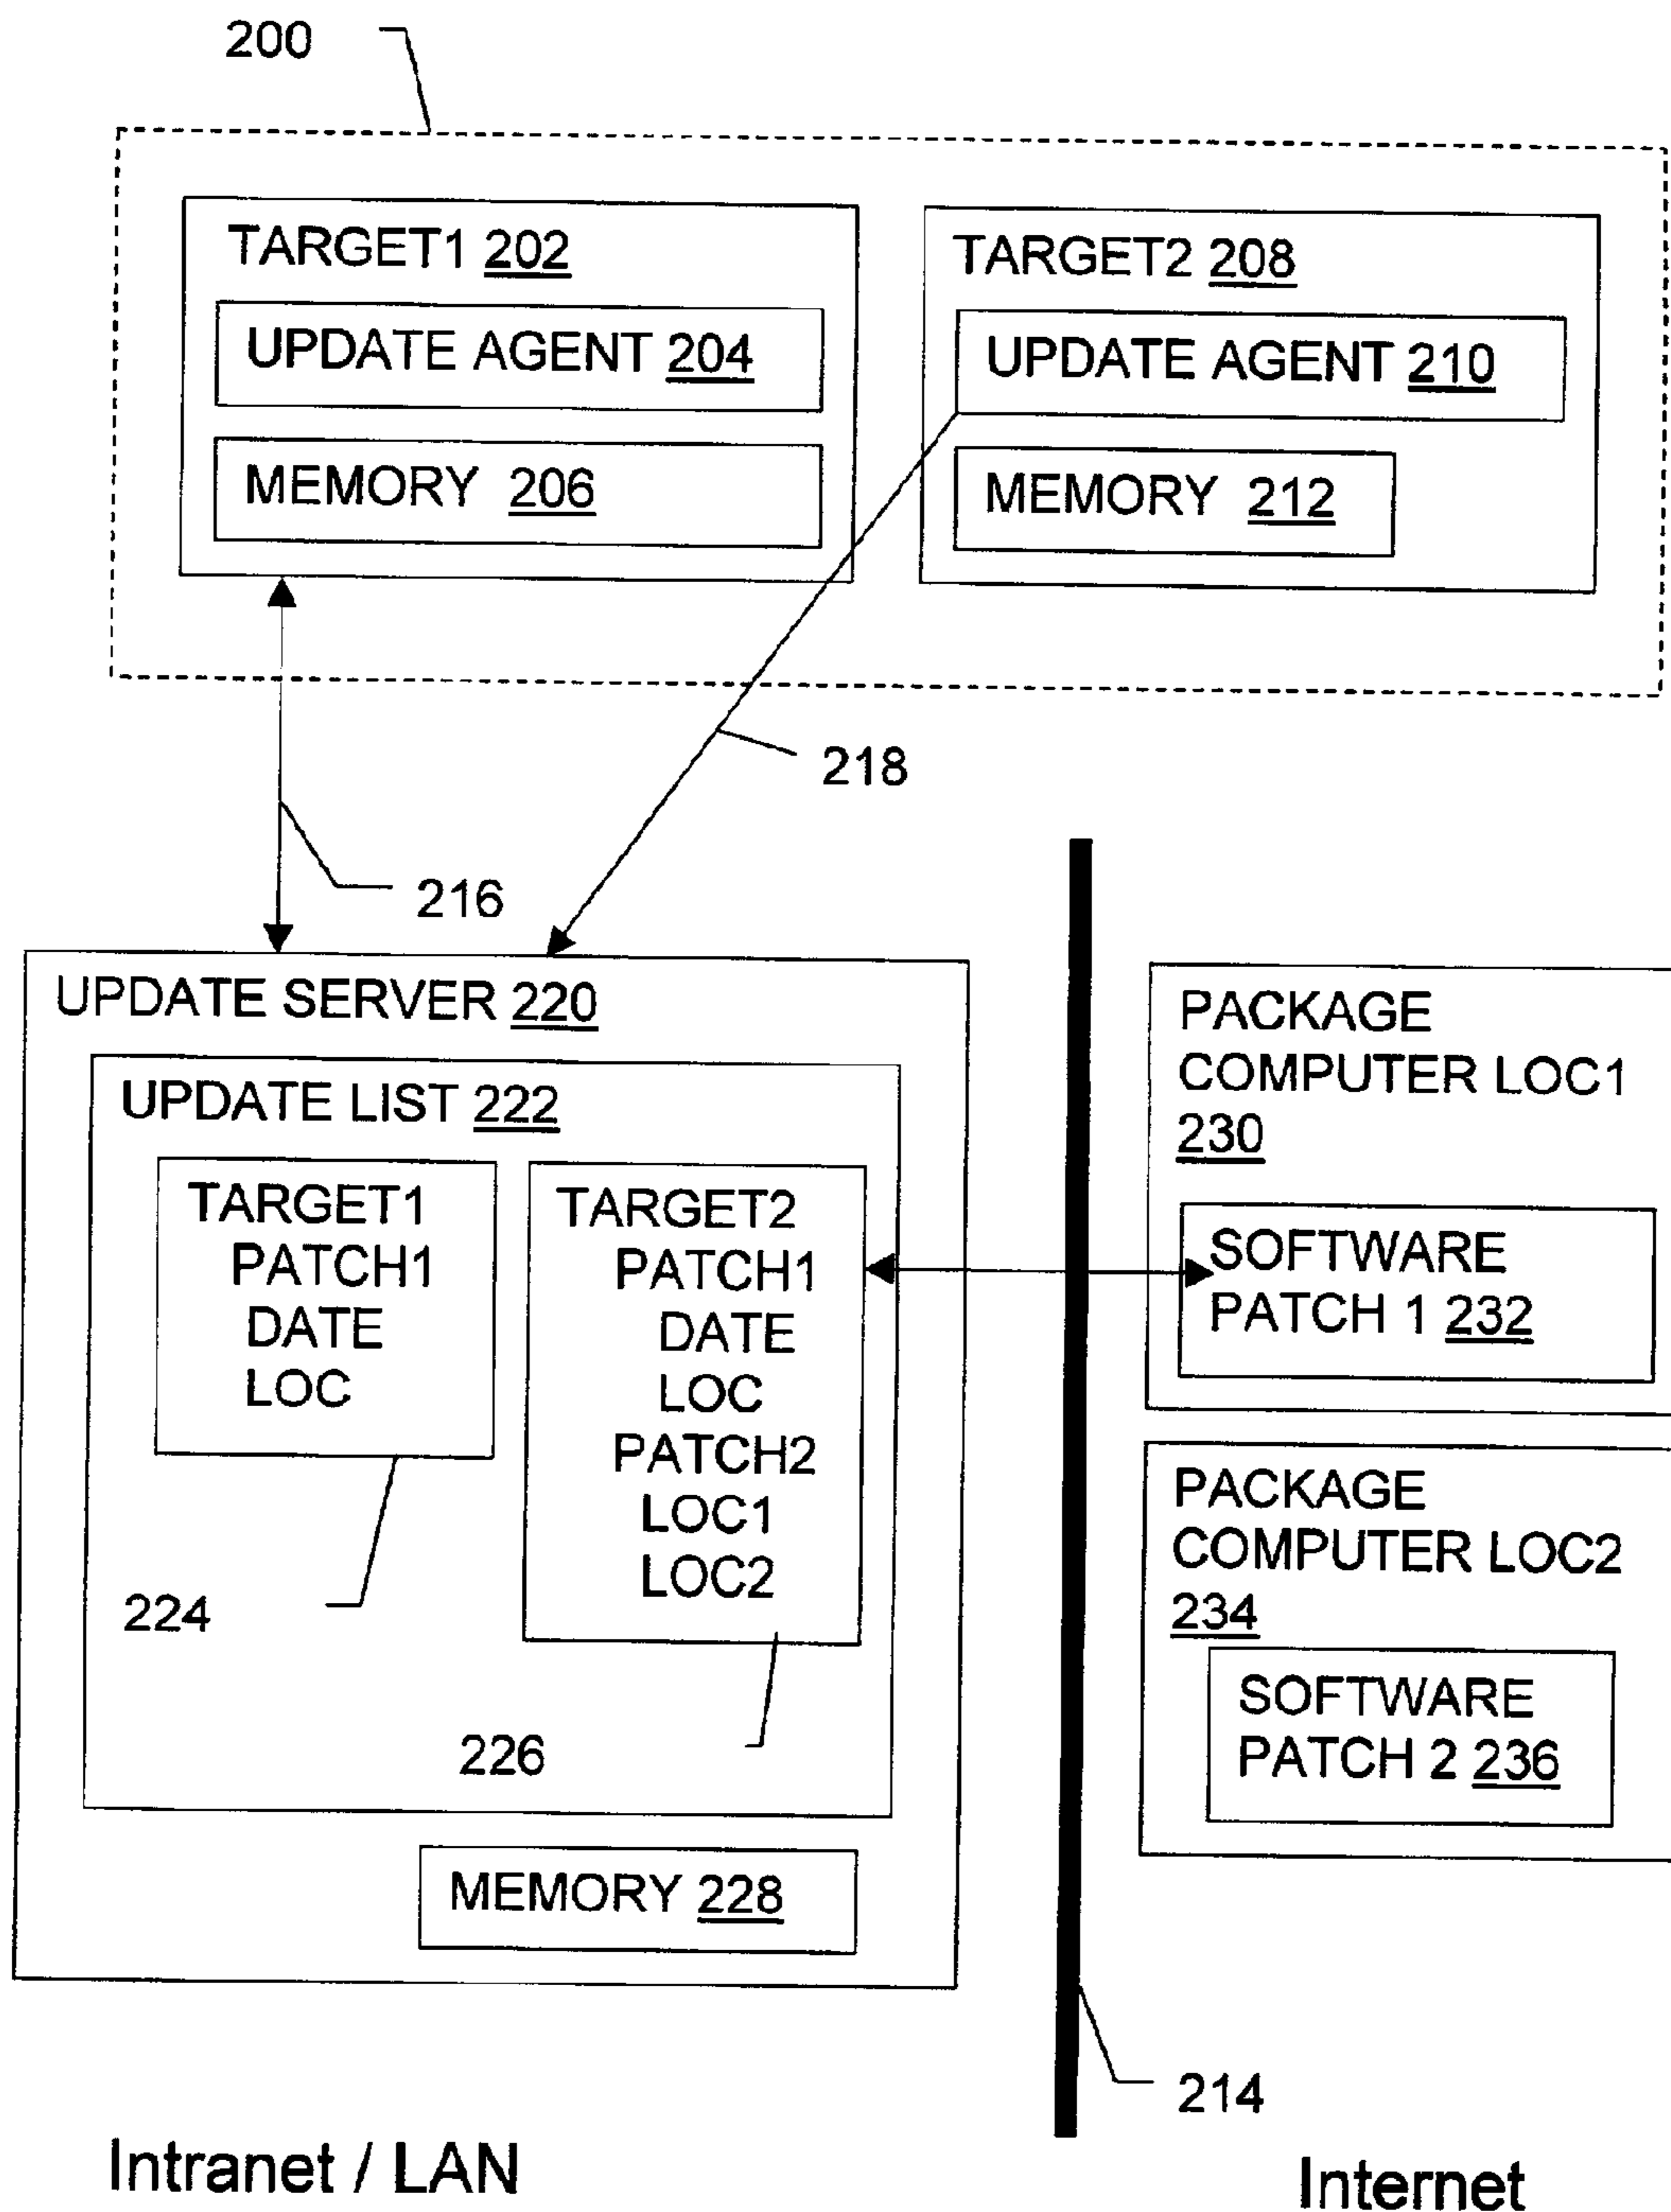 200
TARGET1 202
UPDATE AGENT 204
MEMORY 206
TARGET2 208
UPDATE AGENT 210
MEMORY 212
218
216
UPDATE SERVER 220
UPDATE LIST 222
TARGET1
PATCH1
DATE
LOC
224
TARGET2
PATCH1
DATE
LOC
PATCH2
LOC1
LOC2
226
MEMORY 228
PACKAGE
COMPUTER LOC1
230
SOFTWARE
PATCH 1 232
PACKAGE
COMPUTER LOC2
234
SOFTWARE
PATCH 2 236
214
Intranet / LAN
Internet